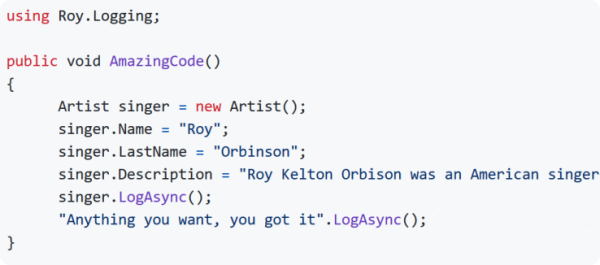 using Roy.Logging;
public void AmazingCode()
{
Artist singer = new Artist();
singer.Name = "Roy";
singer.LastName = "Orbinson";
singer.Description = "Roy Kelton Orbison was an American singer
singer.LogAsync();
"Anything you want, you got it".LogAsync();
}